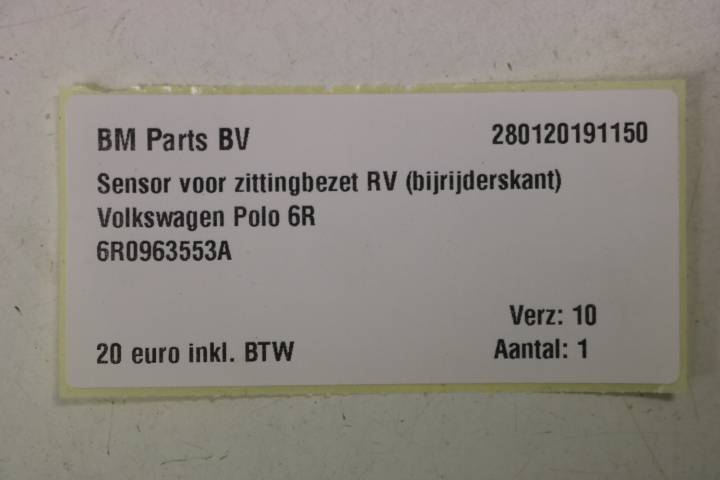 BM Parts BV 280120191150
Sensor voor zittingbezet RV (bijrijderskant)
Volkswagen Polo 6R
6R0963553A
Verz: 10
20 euro inkl. BTW Aantal: 1